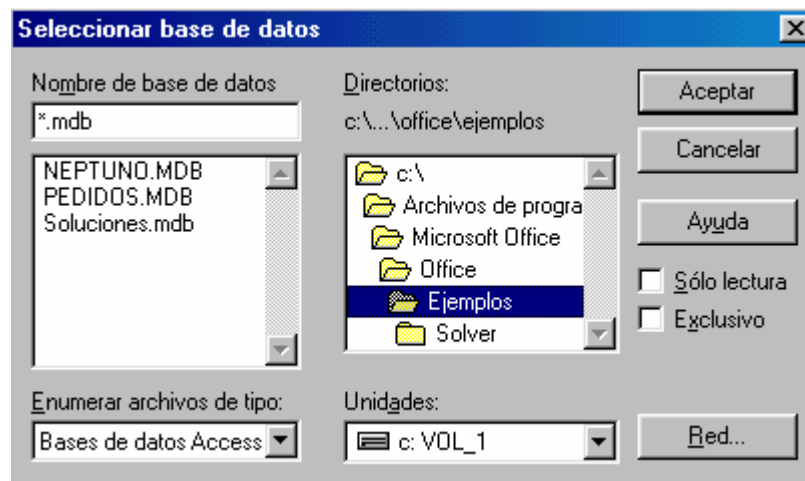 Seleccionar base de datos
Nombre de base de datos
*.mdb
NEPTUNO.MDB
PEDIDOS.MDB
Soluciones.mdb
Enumerar archivos de tipo:
Bases de datos Access
Directorios:
c:\...\office\ejemplos
c:\
Archivos de progra
Microsoft Office
Office
Ejemplos
Solver
Unidades:
c: VOL_1
Aceptar
Cancelar
Ayuda
Sólo lectura
Exclusivo
Red...